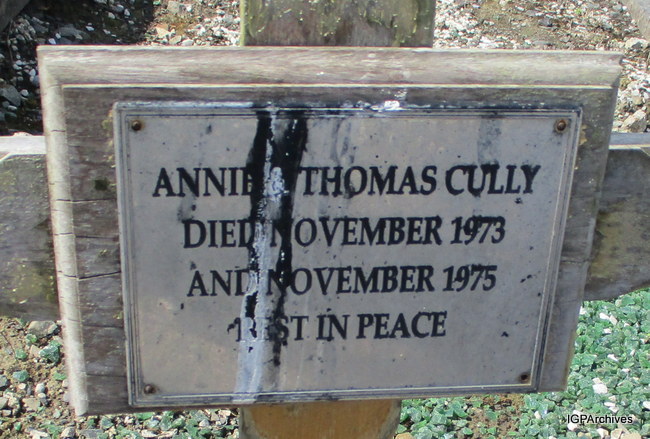 ANNIE & THOMAS CULLY
DIED NOVEMBER 1973
AND NOVEMBER 1975
REST IN PEACE
IGPArchives